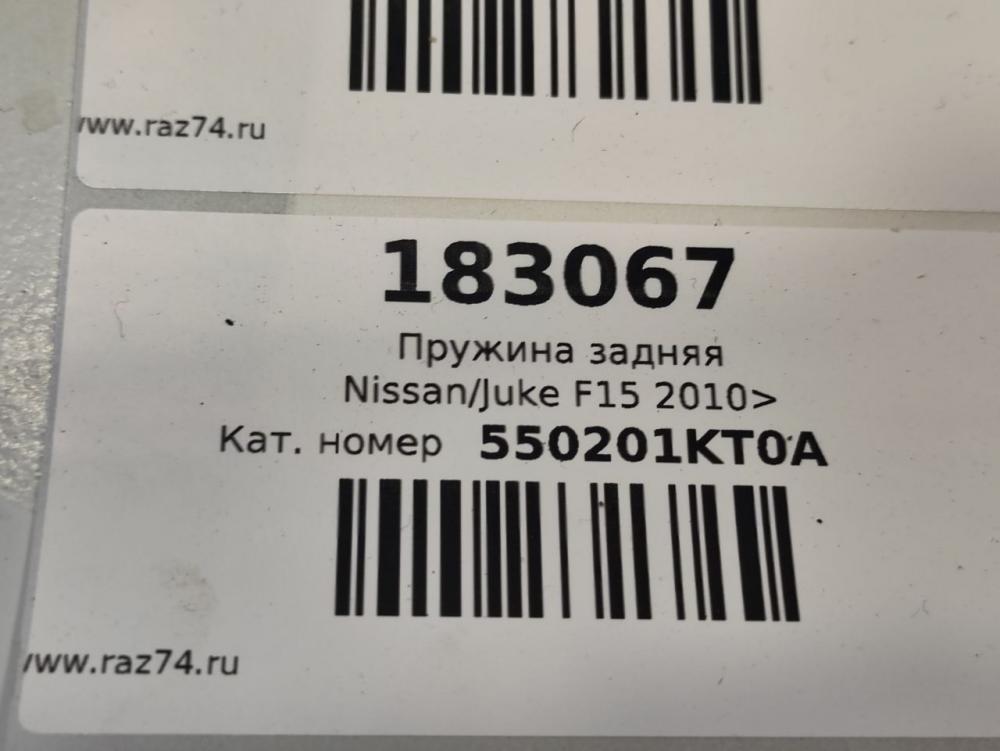 www.raz74.ru
183067
Пружина задняя
Nissan/Juke F15 2010>
Кат. номер 550201KT0A
www.raz74.ru